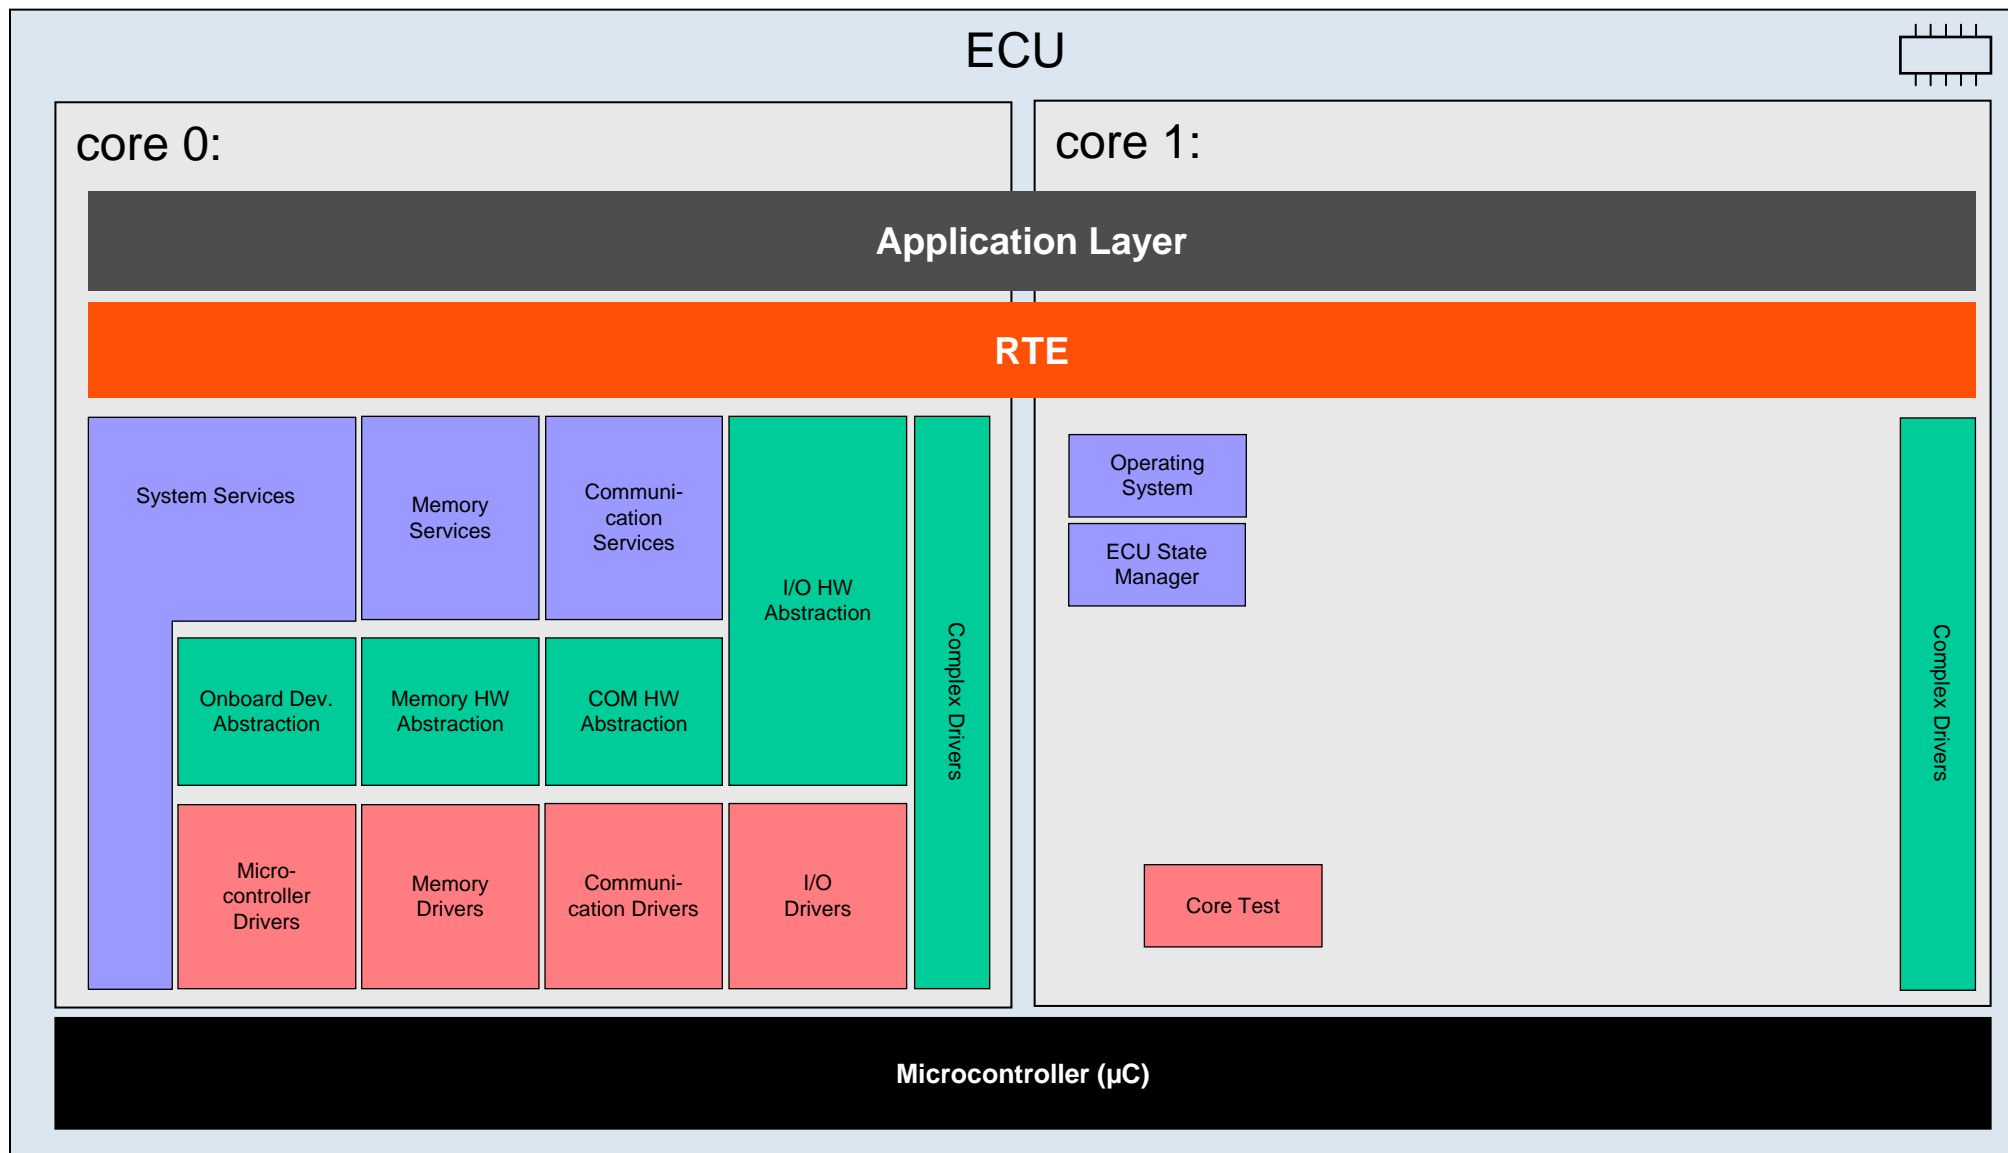 ECU
core 0:
core 1:
Application Layer
RTE
System Services
Memory
Services
Communi-
cation
Services
I/O HW
Abstraction
Complex Drivers
Onboard Dev.
Abstraction
Memory HW
Abstraction
COM HW
Abstraction
Micro-
controller
Drivers
Memory
Drivers
Communi-
cation Drivers
I/O
Drivers
Operating
System
ECU State
Manager
Core Test
Complex Drivers
Microcontroller (µC)